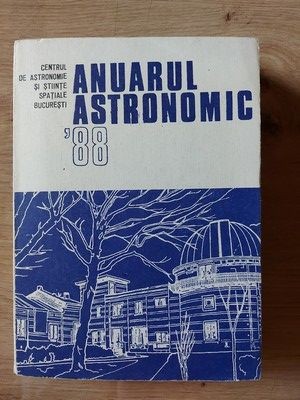 CENTRUL
DE ASTRONOMIE
ȘI ȘTIINȚE
SPAȚIALE
BUCUREȘTI
ANUARUL
ASTRONOMIC
'88